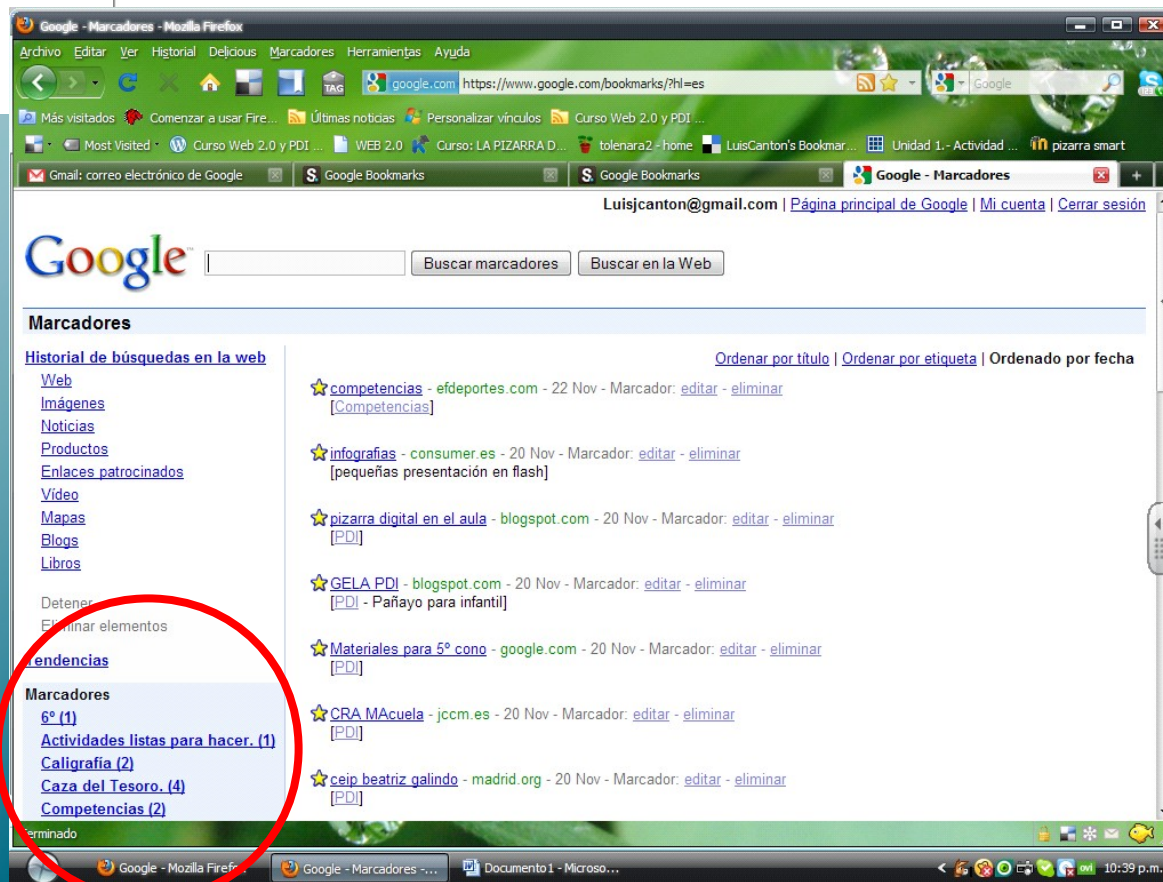 Google - Marcadores - Mozilla Firefox
Archivo Editar Ver Historial Delicious Marcadores Herramientas Ayuda
TAG google.com https://www.google.com/bookmarks/?hl=es Google
Más visitados Comenzar a usar Fire... Últimas noticias Personalizar vínculos Curso Web 2.0 y PDI ...
Most Visited Curso Web 2.0 y PDI ... WEB 2.0 Curso: LA PIZARRA D... tolenara2 - home LuisCanton's Bookmar... Unidad 1.- Actividad ... pizarra smart
Gmail: correo electrónico de Google Google Bookmarks Google Bookmarks Google - Marcadores
Luisjcanton@gmail.com | Página principal de Google | Mi cuenta | Cerrar sesión
Google Buscar marcadores Buscar en la Web
Marcadores
Historial de búsquedas en la web
Web
Imágenes
Noticias
Productos
Enlaces patrocinados
Vídeo
Mapas
Blogs
Libros
Detener
Eliminar elementos
Tendencias
Marcadores
6º (1)
Actividades listas para hacer. (1)
Caligrafía (2)
Caza del Tesoro. (4)
Competencias (2)
Ordenar por título | Ordenar por etiqueta | Ordenado por fecha
competencias - efdeportes.com - 22 Nov - Marcador: editar - eliminar
[Competencias]
infografias - consumer.es - 20 Nov - Marcador: editar - eliminar
[pequeñas presentación en flash]
pizarra digital en el aula - blogspot.com - 20 Nov - Marcador: editar - eliminar
[PDI]
GELA PDI - blogspot.com - 20 Nov - Marcador: editar - eliminar
[PDI - Pañayo para infantil]
Materiales para 5º cono - google.com - 20 Nov - Marcador: editar - eliminar
[PDI]
CRA MAcuela - jccm.es - 20 Nov - Marcador: editar - eliminar
[PDI]
ceip beatriz galindo - madrid.org - 20 Nov - Marcador: editar - eliminar
[PDI]
Terminado
Google - Mozilla Firefox Google - Marcadores -... Documento1 - Microso... ovi 10:39 p.m.